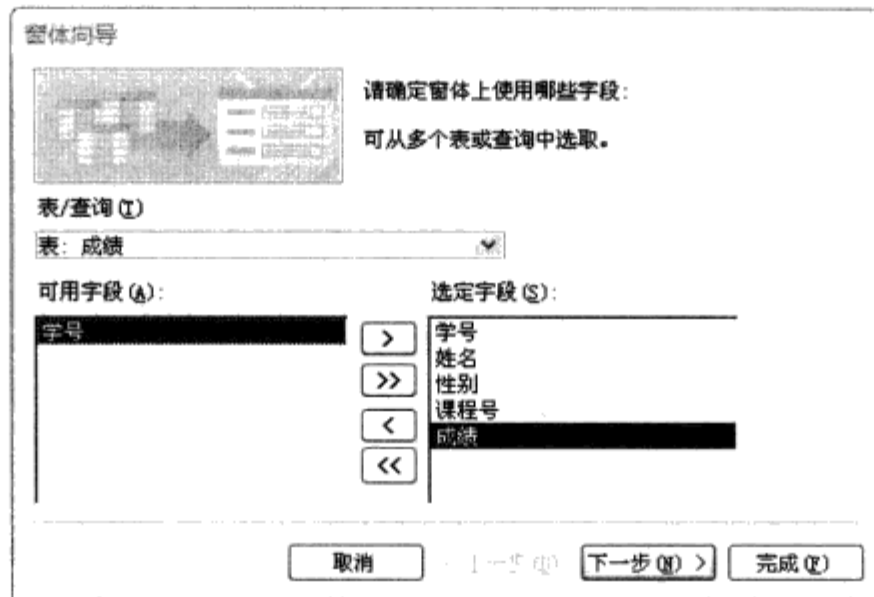 窗体向导
请确定窗体上使用哪些字段:
可从多个表或查询中选取。
表/查询(T)
表: 成绩
可用字段(A):
选定字段(S):
学号
>
>>
<
<<
学号
姓名
性别
课程号
成绩
取消
上一步(B)
下一步(N) >
完成(F)